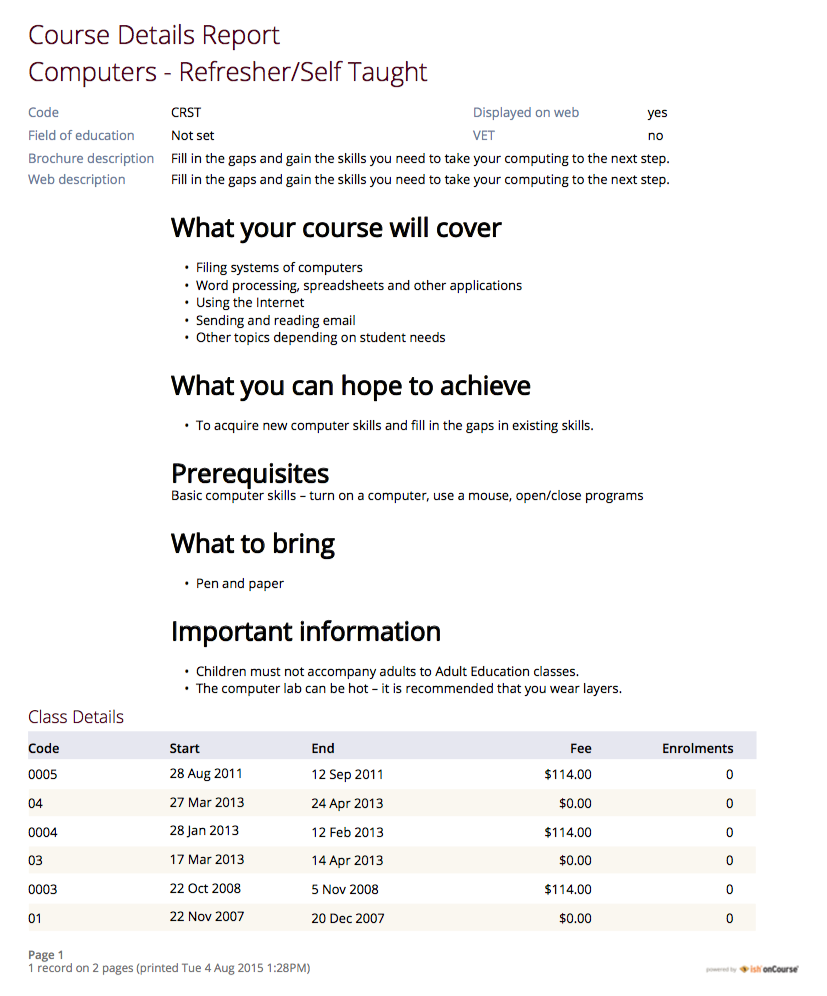 Course Details Report
Computers - Refresher/Self Taught
Code CRST Displayed on web yes
Field of education Not set VET no
Brochure description Fill in the gaps and gain the skills you need to take your computing to the next step.
Web description Fill in the gaps and gain the skills you need to take your computing to the next step.
What your course will cover
• Filing systems of computers
• Word processing, spreadsheets and other applications
• Using the Internet
• Sending and reading email
• Other topics depending on student needs
What you can hope to achieve
• To acquire new computer skills and fill in the gaps in existing skills.
Prerequisites
Basic computer skills – turn on a computer, use a mouse, open/close programs
What to bring
• Pen and paper
Important information
• Children must not accompany adults to Adult Education classes.
• The computer lab can be hot – it is recommended that you wear layers.
Class Details
Code Start End Fee Enrolments
0005 28 Aug 2011 12 Sep 2011 $114.00 0
04 27 Mar 2013 24 Apr 2013 $0.00 0
0004 28 Jan 2013 12 Feb 2013 $114.00 0
03 17 Mar 2013 14 Apr 2013 $0.00 0
0003 22 Oct 2008 5 Nov 2008 $114.00 0
01 22 Nov 2007 20 Dec 2007 $0.00 0
Page 1
1 record on 2 pages (printed Tue 4 Aug 2015 1:28PM)
powered by ish onCourse